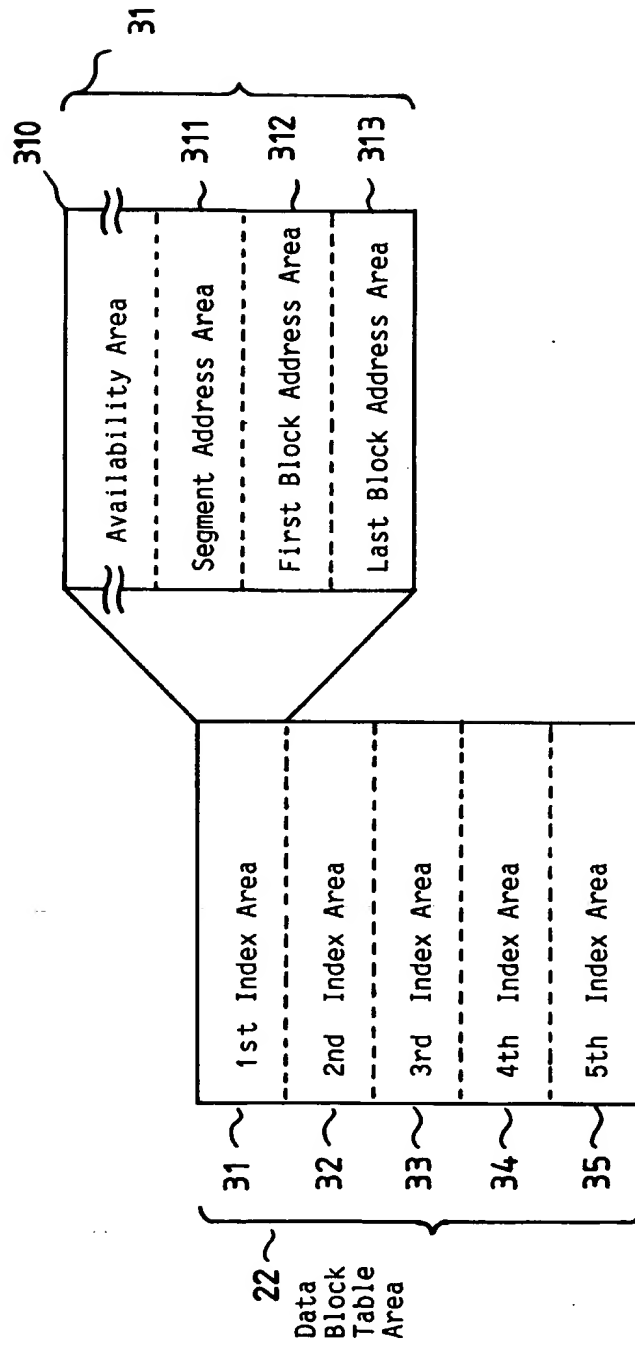 22
Data
Block
Table
Area
31
1st Index Area
32
2nd Index Area
33
3rd Index Area
34
4th Index Area
35
5th Index Area
310
Availability Area
311
Segment Address Area
312
First Block Address Area
313
Last Block Address Area
31